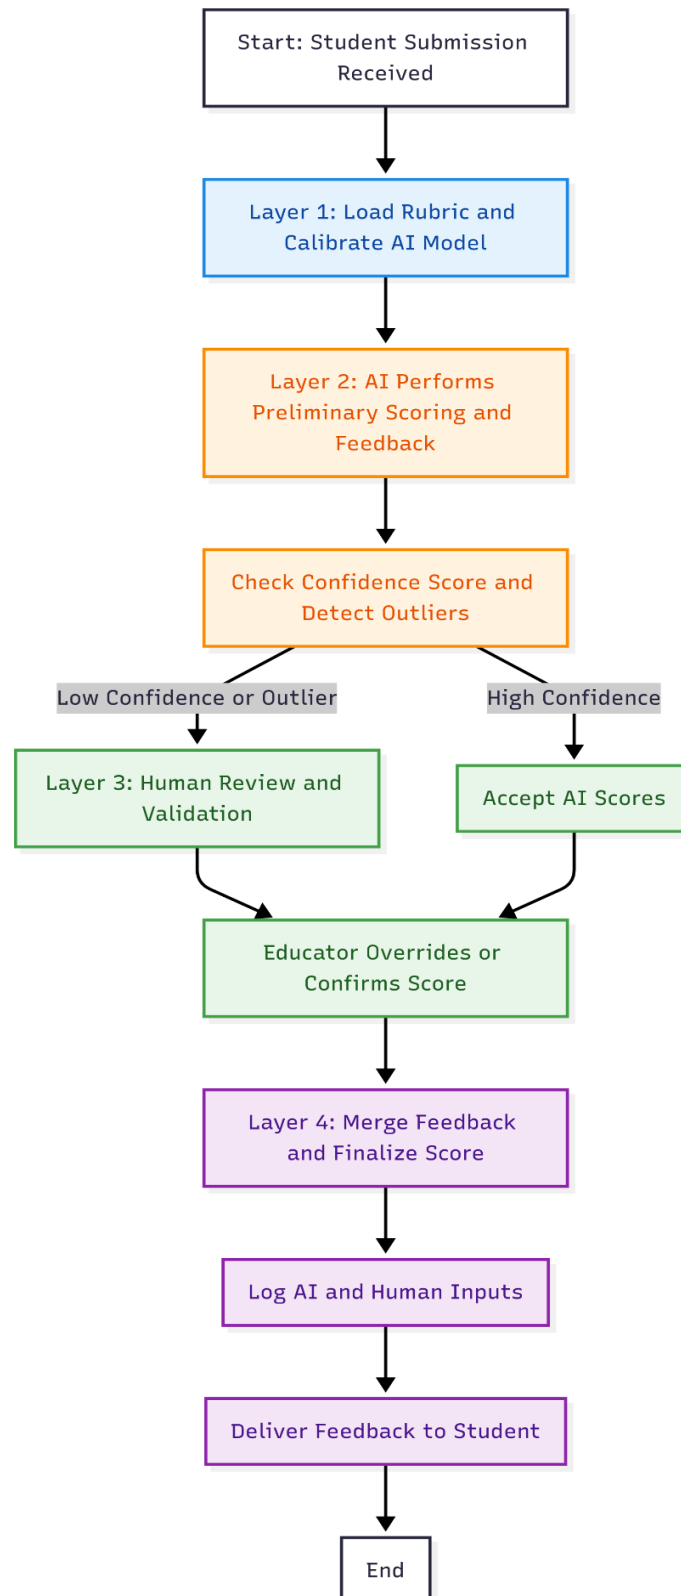 Start: Student Submission
Received
Layer 1: Load Rubric and
Calibrate AI Model
Layer 2: AI Performs
Preliminary Scoring and
Feedback
Check Confidence Score and
Detect Outliers
Low Confidence or Outlier
High Confidence
Layer 3: Human Review and
Validation
Accept AI Scores
Educator Overrides or
Confirms Score
Layer 4: Merge Feedback
and Finalize Score
Log AI and Human Inputs
Deliver Feedback to Student
End